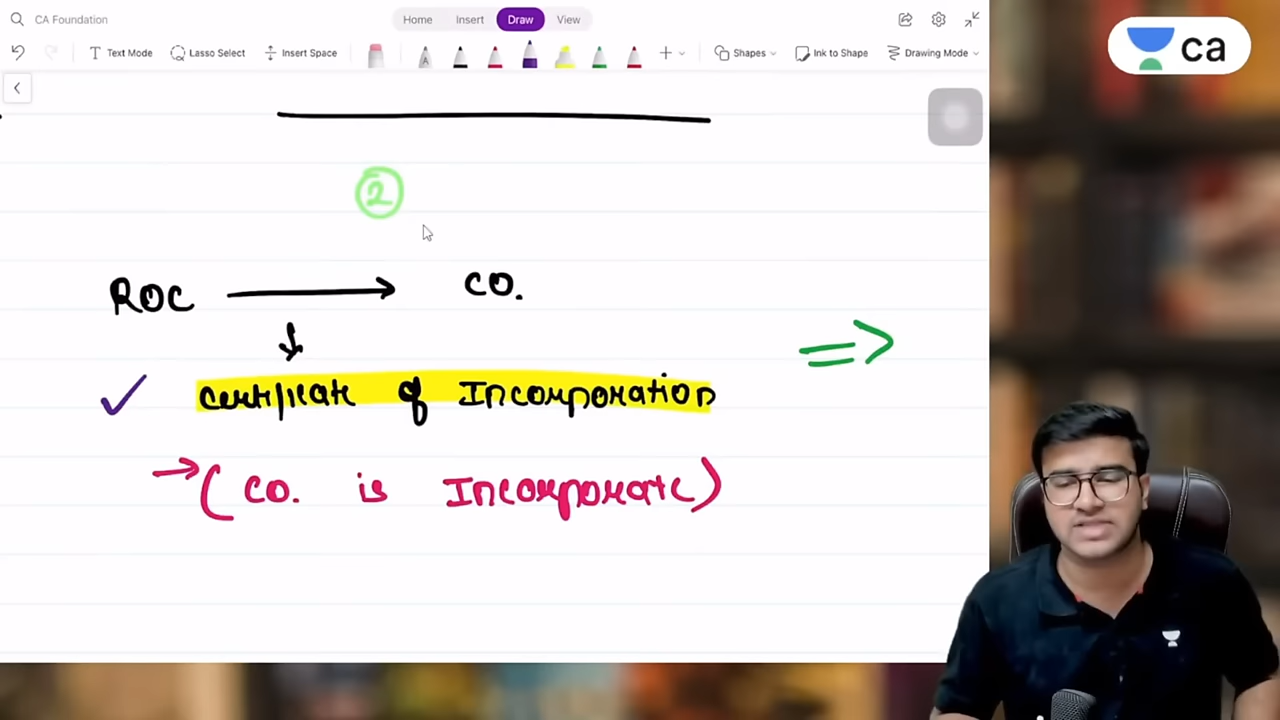 CA Foundation
Home Insert Draw View
Text Mode Lasso Select Insert Space Shapes Ink to Shape Drawing Mode
ca
2
ROC → CO.
↓
✓ Certificate of Incorporation
⇒
→ (CO. is Incorporate)